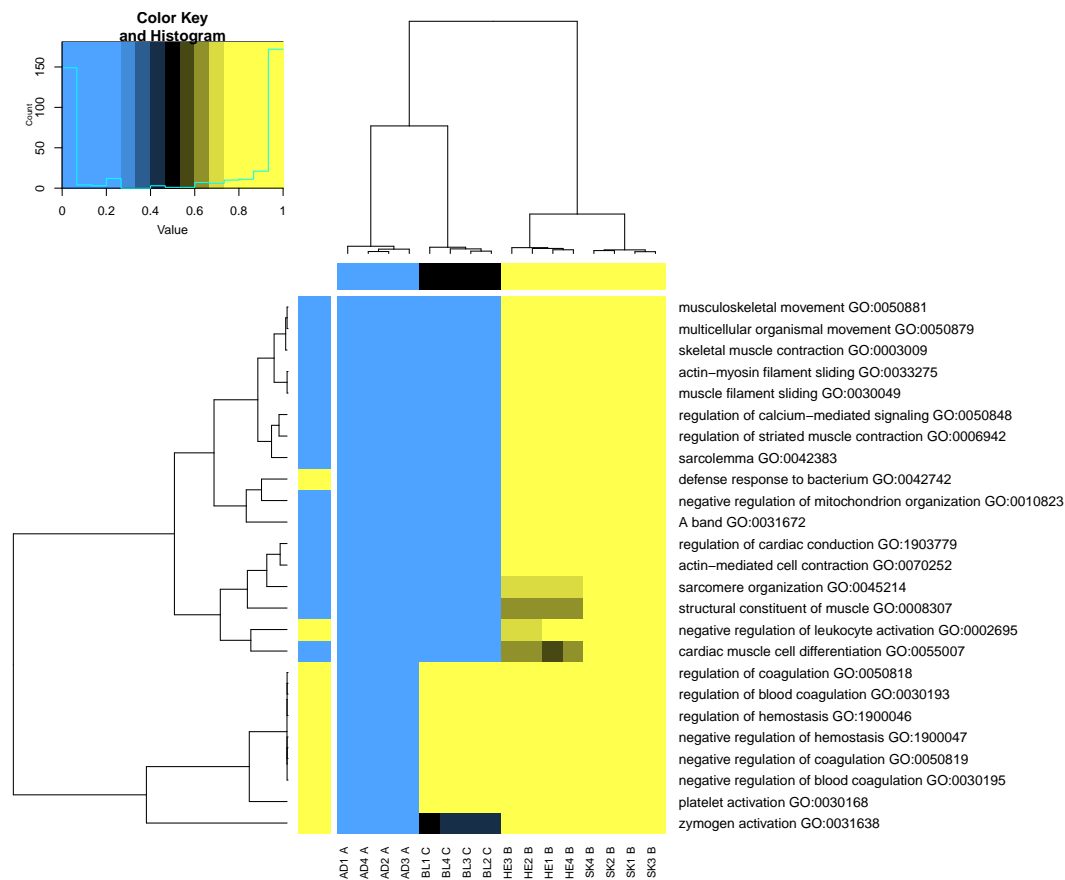 Color Key
and Histogram
Count
0 50 100 150
0 0.2 0.4 0.6 0.8 1
Value
musculoskeletal movement GO:0050881
multicellular organismal movement GO:0050879
skeletal muscle contraction GO:0003009
actin−myosin filament sliding GO:0033275
muscle filament sliding GO:0030049
regulation of calcium−mediated signaling GO:0050848
regulation of striated muscle contraction GO:0006942
sarcolemma GO:0042383
defense response to bacterium GO:0042742
negative regulation of mitochondrion organization GO:0010823
A band GO:0031672
regulation of cardiac conduction GO:1903779
actin−mediated cell contraction GO:0070252
sarcomere organization GO:0045214
structural constituent of muscle GO:0008307
negative regulation of leukocyte activation GO:0002695
cardiac muscle cell differentiation GO:0055007
regulation of coagulation GO:0050818
regulation of blood coagulation GO:0030193
regulation of hemostasis GO:1900046
negative regulation of hemostasis GO:1900047
negative regulation of coagulation GO:0050819
negative regulation of blood coagulation GO:0030195
platelet activation GO:0030168
zymogen activation GO:0031638
AD1 A
AD4 A
AD2 A
AD3 A
BL1 C
BL4 C
BL3 C
BL2 C
HE3 B
HE2 B
HE1 B
HE4 B
SK4 B
SK2 B
SK1 B
SK3 B